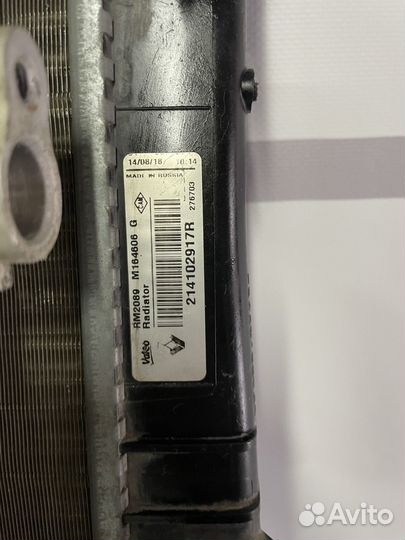 14/08/18 16:14
MADE IN RUSSIA
RM2089 M164606 G
Radiator
Valeo
276703
214102917R
Avito